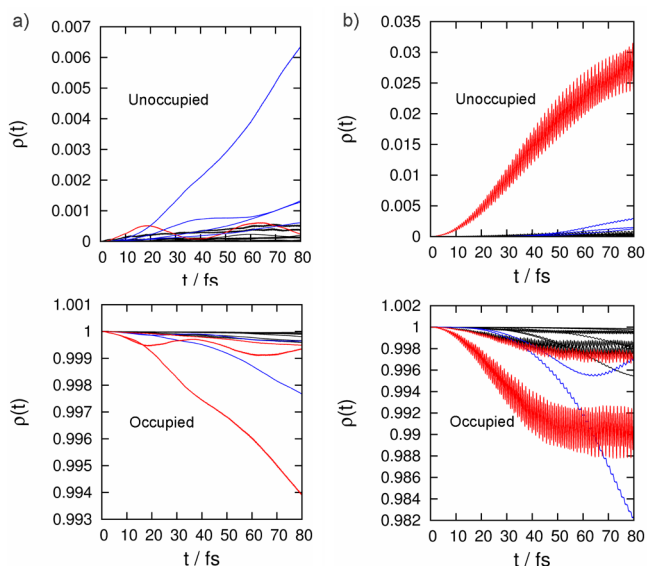 a)
0.007
0.006
0.005
0.004
0.003
0.002
0.001
0
ρ(t)
Unoccupied
0 10 20 30 40 50 60 70 80
t / fs
b)
0.035
0.03
0.025
0.02
0.015
0.01
0.005
0
ρ(t)
Unoccupied
0 10 20 30 40 50 60 70 80
t / fs
1.001
1
0.999
0.998
0.997
0.996
0.995
0.994
0.993
ρ(t)
Occupied
0 10 20 30 40 50 60 70 80
t / fs
1.002
1
0.998
0.996
0.994
0.992
0.99
0.988
0.986
0.984
0.982
ρ(t)
Occupied
0 10 20 30 40 50 60 70 80
t / fs